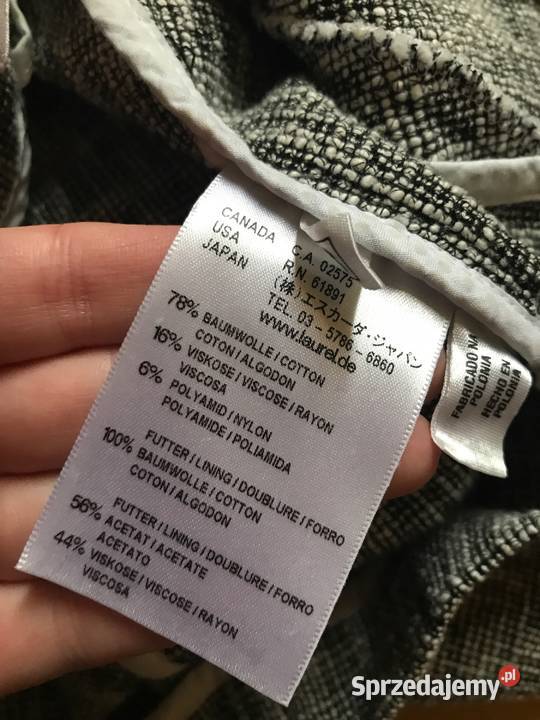 CANADA C.A. 02575
USA R.N. 61891
JAPAN (株)エスカーダ・ジャパン
TEL. 03 - 5786 - 6860
www.laurel.de
78% BAUMWOLLE / COTTON
COTON / ALGODON
16% VISKOSE / VISCOSE / RAYON
VISCOSA
6% POLYAMID / NYLON
POLYAMIDE / POLIAMIDA
FUTTER / LINING / DOUBLURE / FORRO
100% BAUMWOLLE / COTTON
COTON / ALGODON
FUTTER / LINING / DOUBLURE / FORRO
56% ACETAT / ACETATE
ACETATO
44% VISKOSE / VISCOSE / RAYON
VISCOSA
FABRICADO NA
POLONIA
HECHO EN
POLONIA
Sprzedajemy.pl